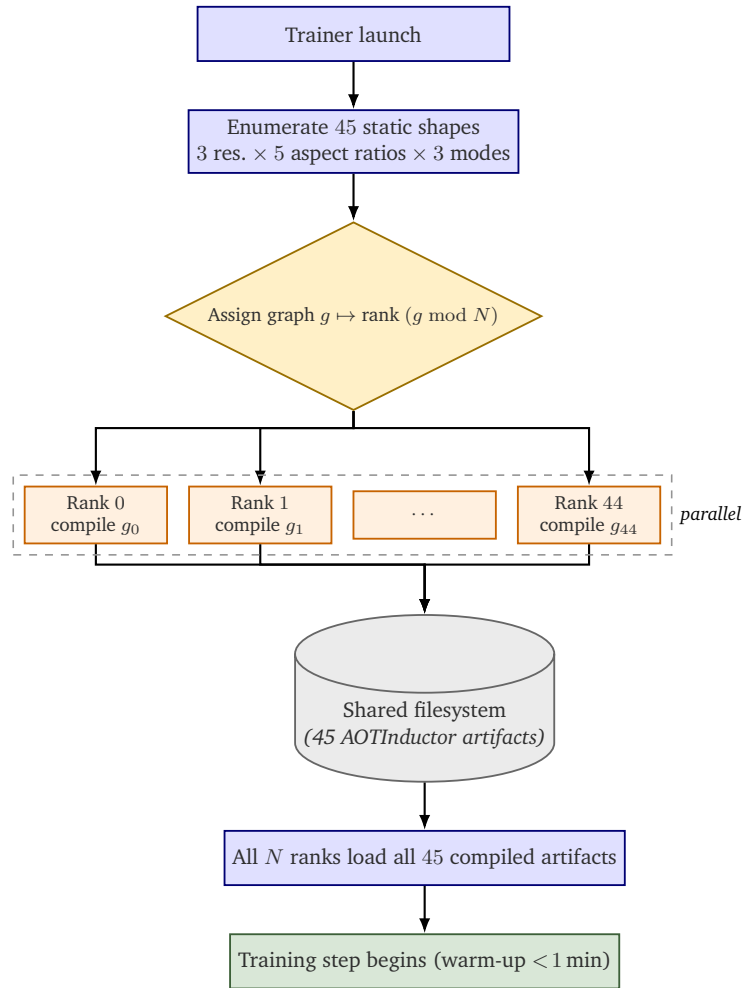 Trainer launch
Enumerate 45 static shapes
3 res. × 5 aspect ratios × 3 modes
Assign graph g ↦ rank (g mod N)
Rank 0
compile g₀
Rank 1
compile g₁
···
Rank 44
compile g₄₄
parallel
Shared filesystem
(45 AOTInductor artifacts)
All N ranks load all 45 compiled artifacts
Training step begins (warm-up < 1 min)